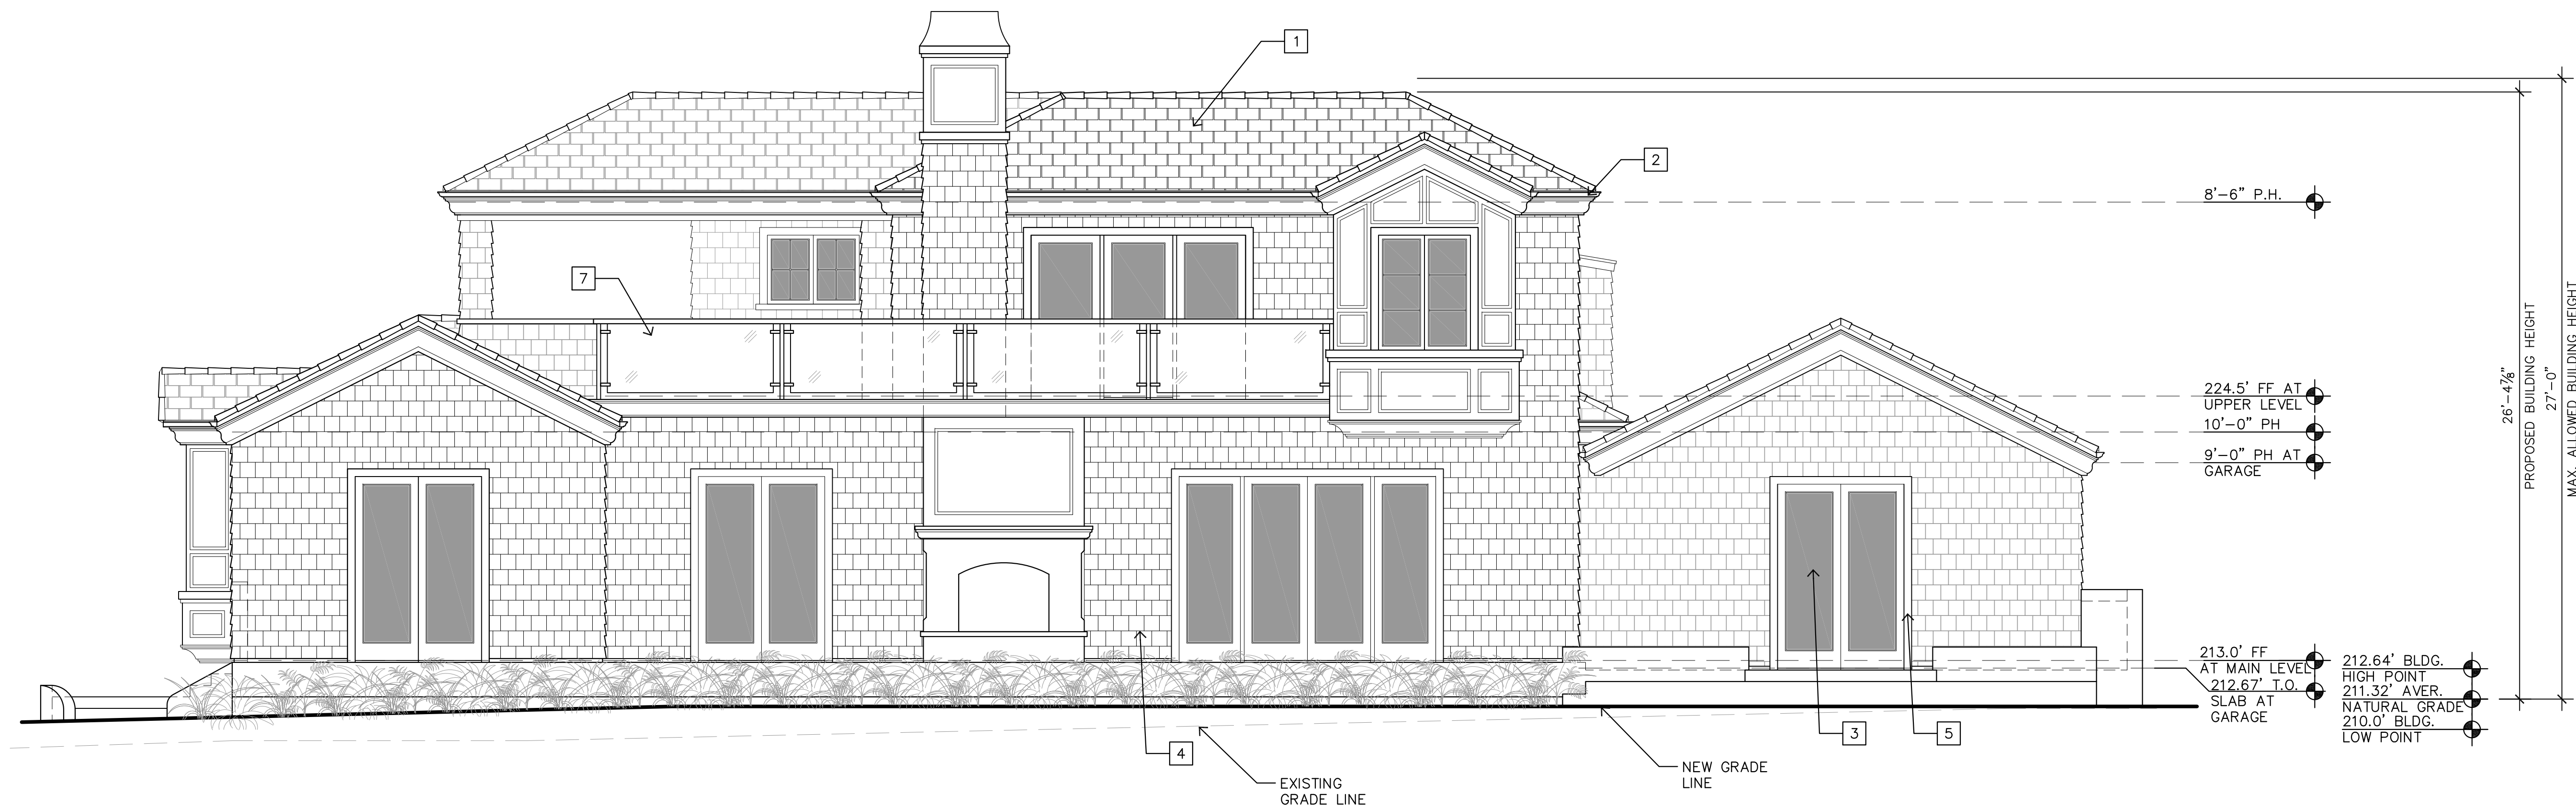 1
2
8'-6" P.H.
7
224.5' FF AT
UPPER LEVEL
10'-0" PH
9'-0" PH AT
GARAGE
26'-4⅞"
PROPOSED BUILDING HEIGHT
27'-0"
MAX. ALLOWED BUILDING HEIGHT
213.0' FF
AT MAIN LEVEL
212.67' T.O.
SLAB AT
GARAGE
212.64' BLDG.
HIGH POINT
211.32' AVER.
NATURAL GRADE
210.0' BLDG.
LOW POINT
3
5
4
NEW GRADE
LINE
EXISTING
GRADE LINE